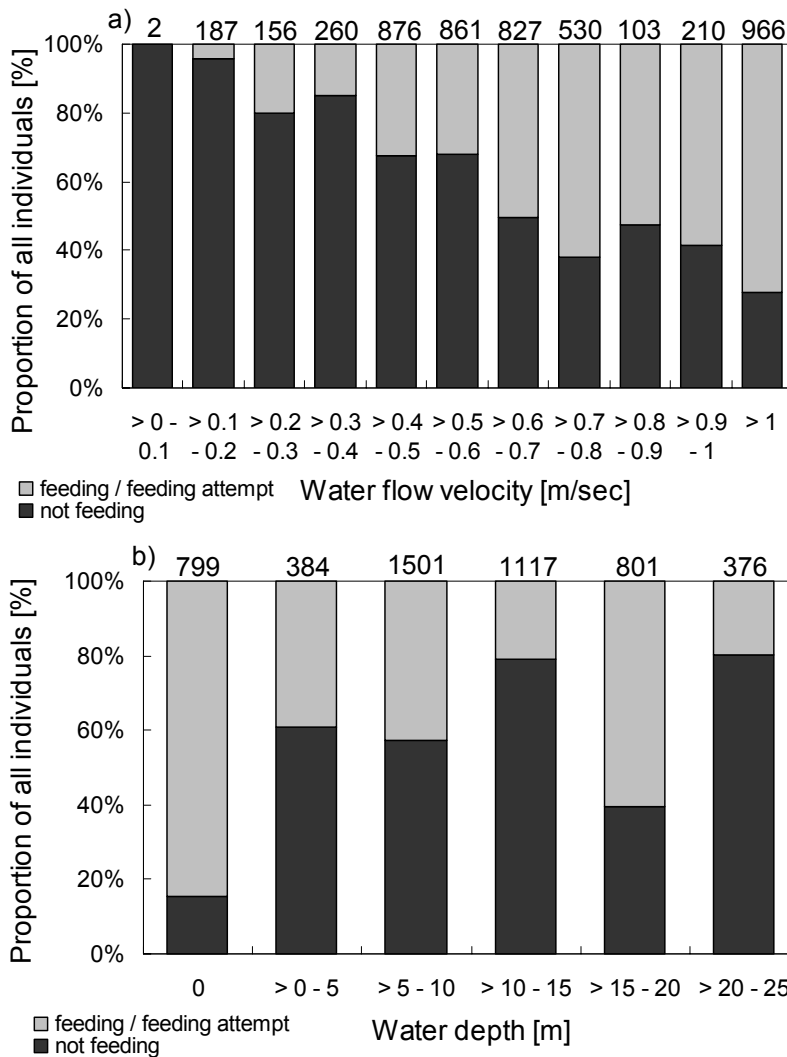 a) 2 187 156 260 876 861 827 530 103 210 966
100%
80%
60%
40%
20%
0%
Proportion of all individuals [%]
> 0 - > 0.1 > 0.2 > 0.3 > 0.4 > 0.5 > 0.6 > 0.7 > 0.8 > 0.9 > 1
0.1 - 0.2 - 0.3 - 0.4 - 0.5 - 0.6 - 0.7 - 0.8 - 0.9 - 1
feeding / feeding attempt
Water flow velocity [m/sec]
not feeding
b) 799 384 1501 1117 801 376
100%
80%
60%
40%
20%
0%
Proportion of all individuals [%]
0 > 0 - 5 > 5 - 10 > 10 - 15 > 15 - 20 > 20 - 25
feeding / feeding attempt
Water depth [m]
not feeding